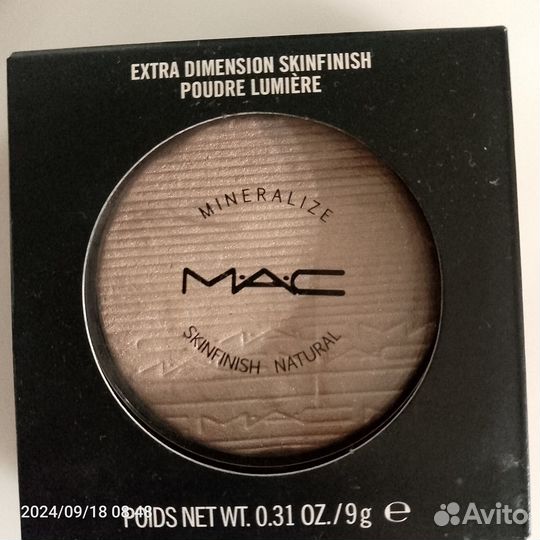 EXTRA DIMENSION SKINFINISH
POUDRE LUMIÈRE
MINERALIZE
M·A·C
SKINFINISH NATURAL
MAC
MAC
2024/09/18 08:48
POIDS NET WT. 0.31 OZ./9g e
Avito